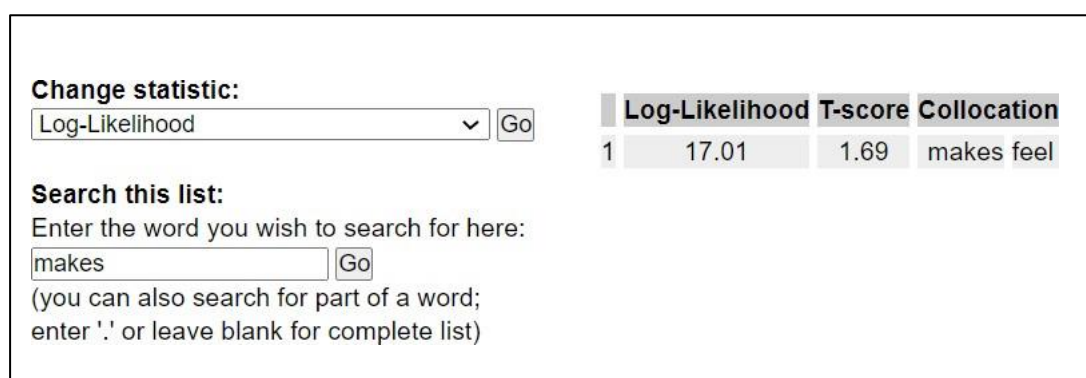 Change statistic:
Log-Likelihood Go
Search this list:
Enter the word you wish to search for here:
makes Go
(you can also search for part of a word;
enter '.' or leave blank for complete list)
Log-Likelihood T-score Collocation
1 17.01 1.69 makes feel